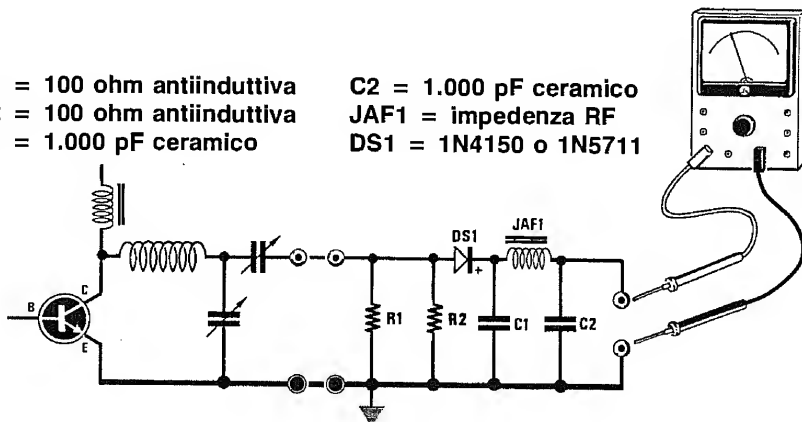 = 100 ohm antiinduttiva
= 100 ohm antiinduttiva
= 1.000 pF ceramico
C2 = 1.000 pF ceramico
JAF1 = impedenza RF
DS1 = 1N4150 o 1N5711
JAF1
DS1
+
C
B
E
R1
R2
C1
C2